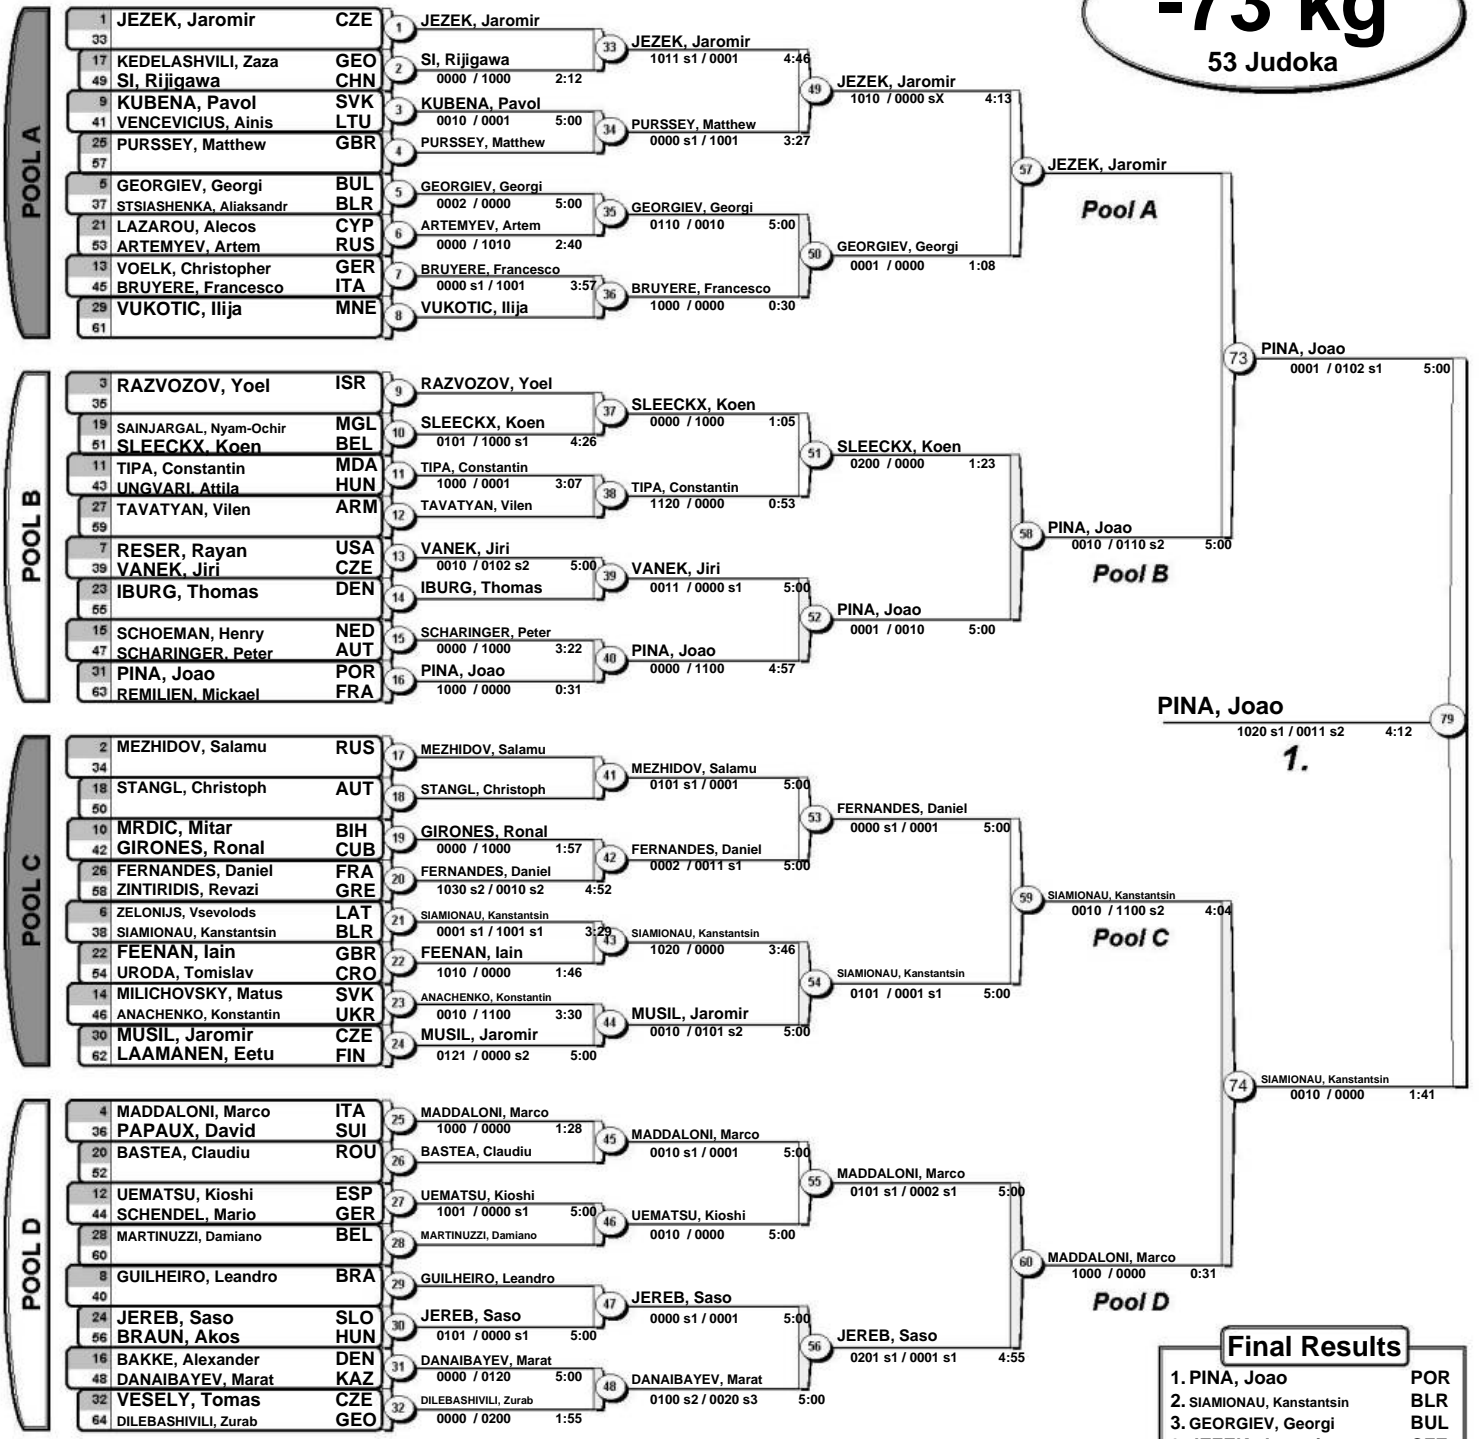 -73 kg
53 Judoka
POOL A
1 JEZEK, Jaromir CZE
33
17 KEDELASHVILI, Zaza GEO
49 SI, Rijigawa CHN
9 KUBENA, Pavol SVK
41 VENCEVICIUS, Ainis LTU
25 PURSSEY, Matthew GBR
57
5 GEORGIEV, Georgi BUL
37 STSIASHENKA, Aliaksandr BLR
21 LAZAROU, Alecos CYP
53 ARTEMYEV, Artem RUS
13 VOELK, Christopher GER
45 BRUYERE, Francesco ITA
29 VUKOTIC, Ilija MNE
61
1 JEZEK, Jaromir
2 SI, Rijigawa
0000 / 1000 2:12
3 KUBENA, Pavol
0010 / 0001 5:00
4 PURSSEY, Matthew
5 GEORGIEV, Georgi
0002 / 0000 5:00
6 ARTEMYEV, Artem
0000 / 1010 2:40
7 BRUYERE, Francesco
0000 s1 / 1001 3:57
8 VUKOTIC, Ilija
33 JEZEK, Jaromir
1011 s1 / 0001 4:46
34 PURSSEY, Matthew
0000 s1 / 1001 3:27
35 GEORGIEV, Georgi
0110 / 0010 5:00
36 BRUYERE, Francesco
1000 / 0000 0:30
49 JEZEK, Jaromir
1010 / 0000 sX 4:13
50 GEORGIEV, Georgi
0001 / 0000 1:08
57 JEZEK, Jaromir
Pool A
POOL B
3 RAZVOZOV, Yoel ISR
35
19 SAINJARGAL, Nyam-Ochir MGL
51 SLEECKX, Koen BEL
11 TIPA, Constantin MDA
43 UNGVARI, Attila HUN
27 TAVATYAN, Vilen ARM
59
7 RESER, Rayan USA
39 VANEK, Jiri CZE
23 IBURG, Thomas DEN
55
15 SCHOEMAN, Henry NED
47 SCHARINGER, Peter AUT
31 PINA, Joao POR
63 REMILIEN, Mickael FRA
9 RAZVOZOV, Yoel
10 SLEECKX, Koen
0101 / 1000 s1 4:26
11 TIPA, Constantin
1000 / 0001 3:07
12 TAVATYAN, Vilen
13 VANEK, Jiri
0010 / 0102 s2 5:00
14 IBURG, Thomas
15 SCHARINGER, Peter
0000 / 1000 3:22
16 PINA, Joao
1000 / 0000 0:31
37 SLEECKX, Koen
0000 / 1000 1:05
38 TIPA, Constantin
1120 / 0000 0:53
39 VANEK, Jiri
0011 / 0000 s1 5:00
40 PINA, Joao
0000 / 1100 4:57
51 SLEECKX, Koen
0200 / 0000 1:23
52 PINA, Joao
0001 / 0010 5:00
58 PINA, Joao
0010 / 0110 s2 5:00
Pool B
73 PINA, Joao
0001 / 0102 s1 5:00
PINA, Joao 79
1020 s1 / 0011 s2 4:12
1.
POOL C
2 MEZHIDOV, Salamu RUS
34
18 STANGL, Christoph AUT
50
10 MRDIC, Mitar BIH
42 GIRONES, Ronal CUB
26 FERNANDES, Daniel FRA
58 ZINTIRIDIS, Revazi GRE
6 ZELONIJS, Vsevolods LAT
38 SIAMIONAU, Kanstantsin BLR
22 FEENAN, Iain GBR
54 URODA, Tomislav CRO
14 MILICHOVSKY, Matus SVK
46 ANACHENKO, Konstantin UKR
30 MUSIL, Jaromir CZE
62 LAAMANEN, Eetu FIN
17 MEZHIDOV, Salamu
18 STANGL, Christoph
19 GIRONES, Ronal
0000 / 1000 1:57
20 FERNANDES, Daniel
1030 s2 / 0010 s2 4:52
21 SIAMIONAU, Kanstantsin
0001 s1 / 1001 s1 3:29
22 FEENAN, Iain
1010 / 0000 1:46
23 ANACHENKO, Konstantin
0010 / 1100 3:30
24 MUSIL, Jaromir
0121 / 0000 s2 5:00
41 MEZHIDOV, Salamu
0101 s1 / 0001 5:00
42 FERNANDES, Daniel
0002 / 0011 s1 5:00
43 SIAMIONAU, Kanstantsin
1020 / 0000 3:46
44 MUSIL, Jaromir
0010 / 0101 s2 5:00
53 FERNANDES, Daniel
0000 s1 / 0001 5:00
54 SIAMIONAU, Kanstantsin
0101 / 0001 s1 5:00
59 SIAMIONAU, Kanstantsin
0010 / 1100 s2 4:04
Pool C
74 SIAMIONAU, Kanstantsin
0010 / 0000 1:41
POOL D
4 MADDALONI, Marco ITA
36 PAPAUX, David SUI
20 BASTEA, Claudiu ROU
52
12 UEMATSU, Kioshi ESP
44 SCHENDEL, Mario GER
28 MARTINUZZI, Damiano BEL
60
8 GUILHEIRO, Leandro BRA
40
24 JEREB, Saso SLO
56 BRAUN, Akos HUN
16 BAKKE, Alexander DEN
48 DANAIBAYEV, Marat KAZ
32 VESELY, Tomas CZE
64 DILEBASHIVILI, Zurab GEO
25 MADDALONI, Marco
1000 / 0000 1:28
26 BASTEA, Claudiu
27 UEMATSU, Kioshi
1001 / 0000 s1 5:00
28 MARTINUZZI, Damiano
29 GUILHEIRO, Leandro
30 JEREB, Saso
0101 / 0000 s1 5:00
31 DANAIBAYEV, Marat
0000 / 0120 5:00
32 DILEBASHIVILI, Zurab
0000 / 0200 1:55
45 MADDALONI, Marco
0010 s1 / 0001 5:00
46 UEMATSU, Kioshi
0010 / 0000 5:00
47 JEREB, Saso
0000 s1 / 0001 5:00
48 DANAIBAYEV, Marat
0100 s2 / 0020 s3 5:00
55 MADDALONI, Marco
0101 s1 / 0002 s1 5:00
56 JEREB, Saso
0201 s1 / 0001 s1 4:55
60 MADDALONI, Marco
1000 / 0000 0:31
Pool D
Final Results
1. PINA, Joao POR
2. SIAMIONAU, Kanstantsin BLR
3. GEORGIEV, Georgi BUL